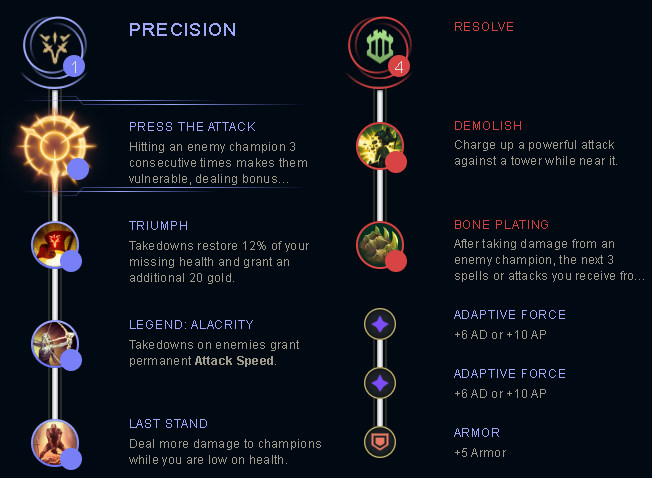 PRECISION
1
PRESS THE ATTACK
Hitting an enemy champion 3
consecutive times makes them
vulnerable, dealing bonus...
TRIUMPH
Takedowns restore 12% of your
missing health and grant an
additional 20 gold.
LEGEND: ALACRITY
Takedowns on enemies grant
permanent Attack Speed.
LAST STAND
Deal more damage to champions
while you are low on health.
RESOLVE
4
DEMOLISH
Charge up a powerful attack
against a tower while near it.
BONE PLATING
After taking damage from an
enemy champion, the next 3
spells or attacks you receive fro...
ADAPTIVE FORCE
+6 AD or +10 AP
ADAPTIVE FORCE
+6 AD or +10 AP
ARMOR
+5 Armor